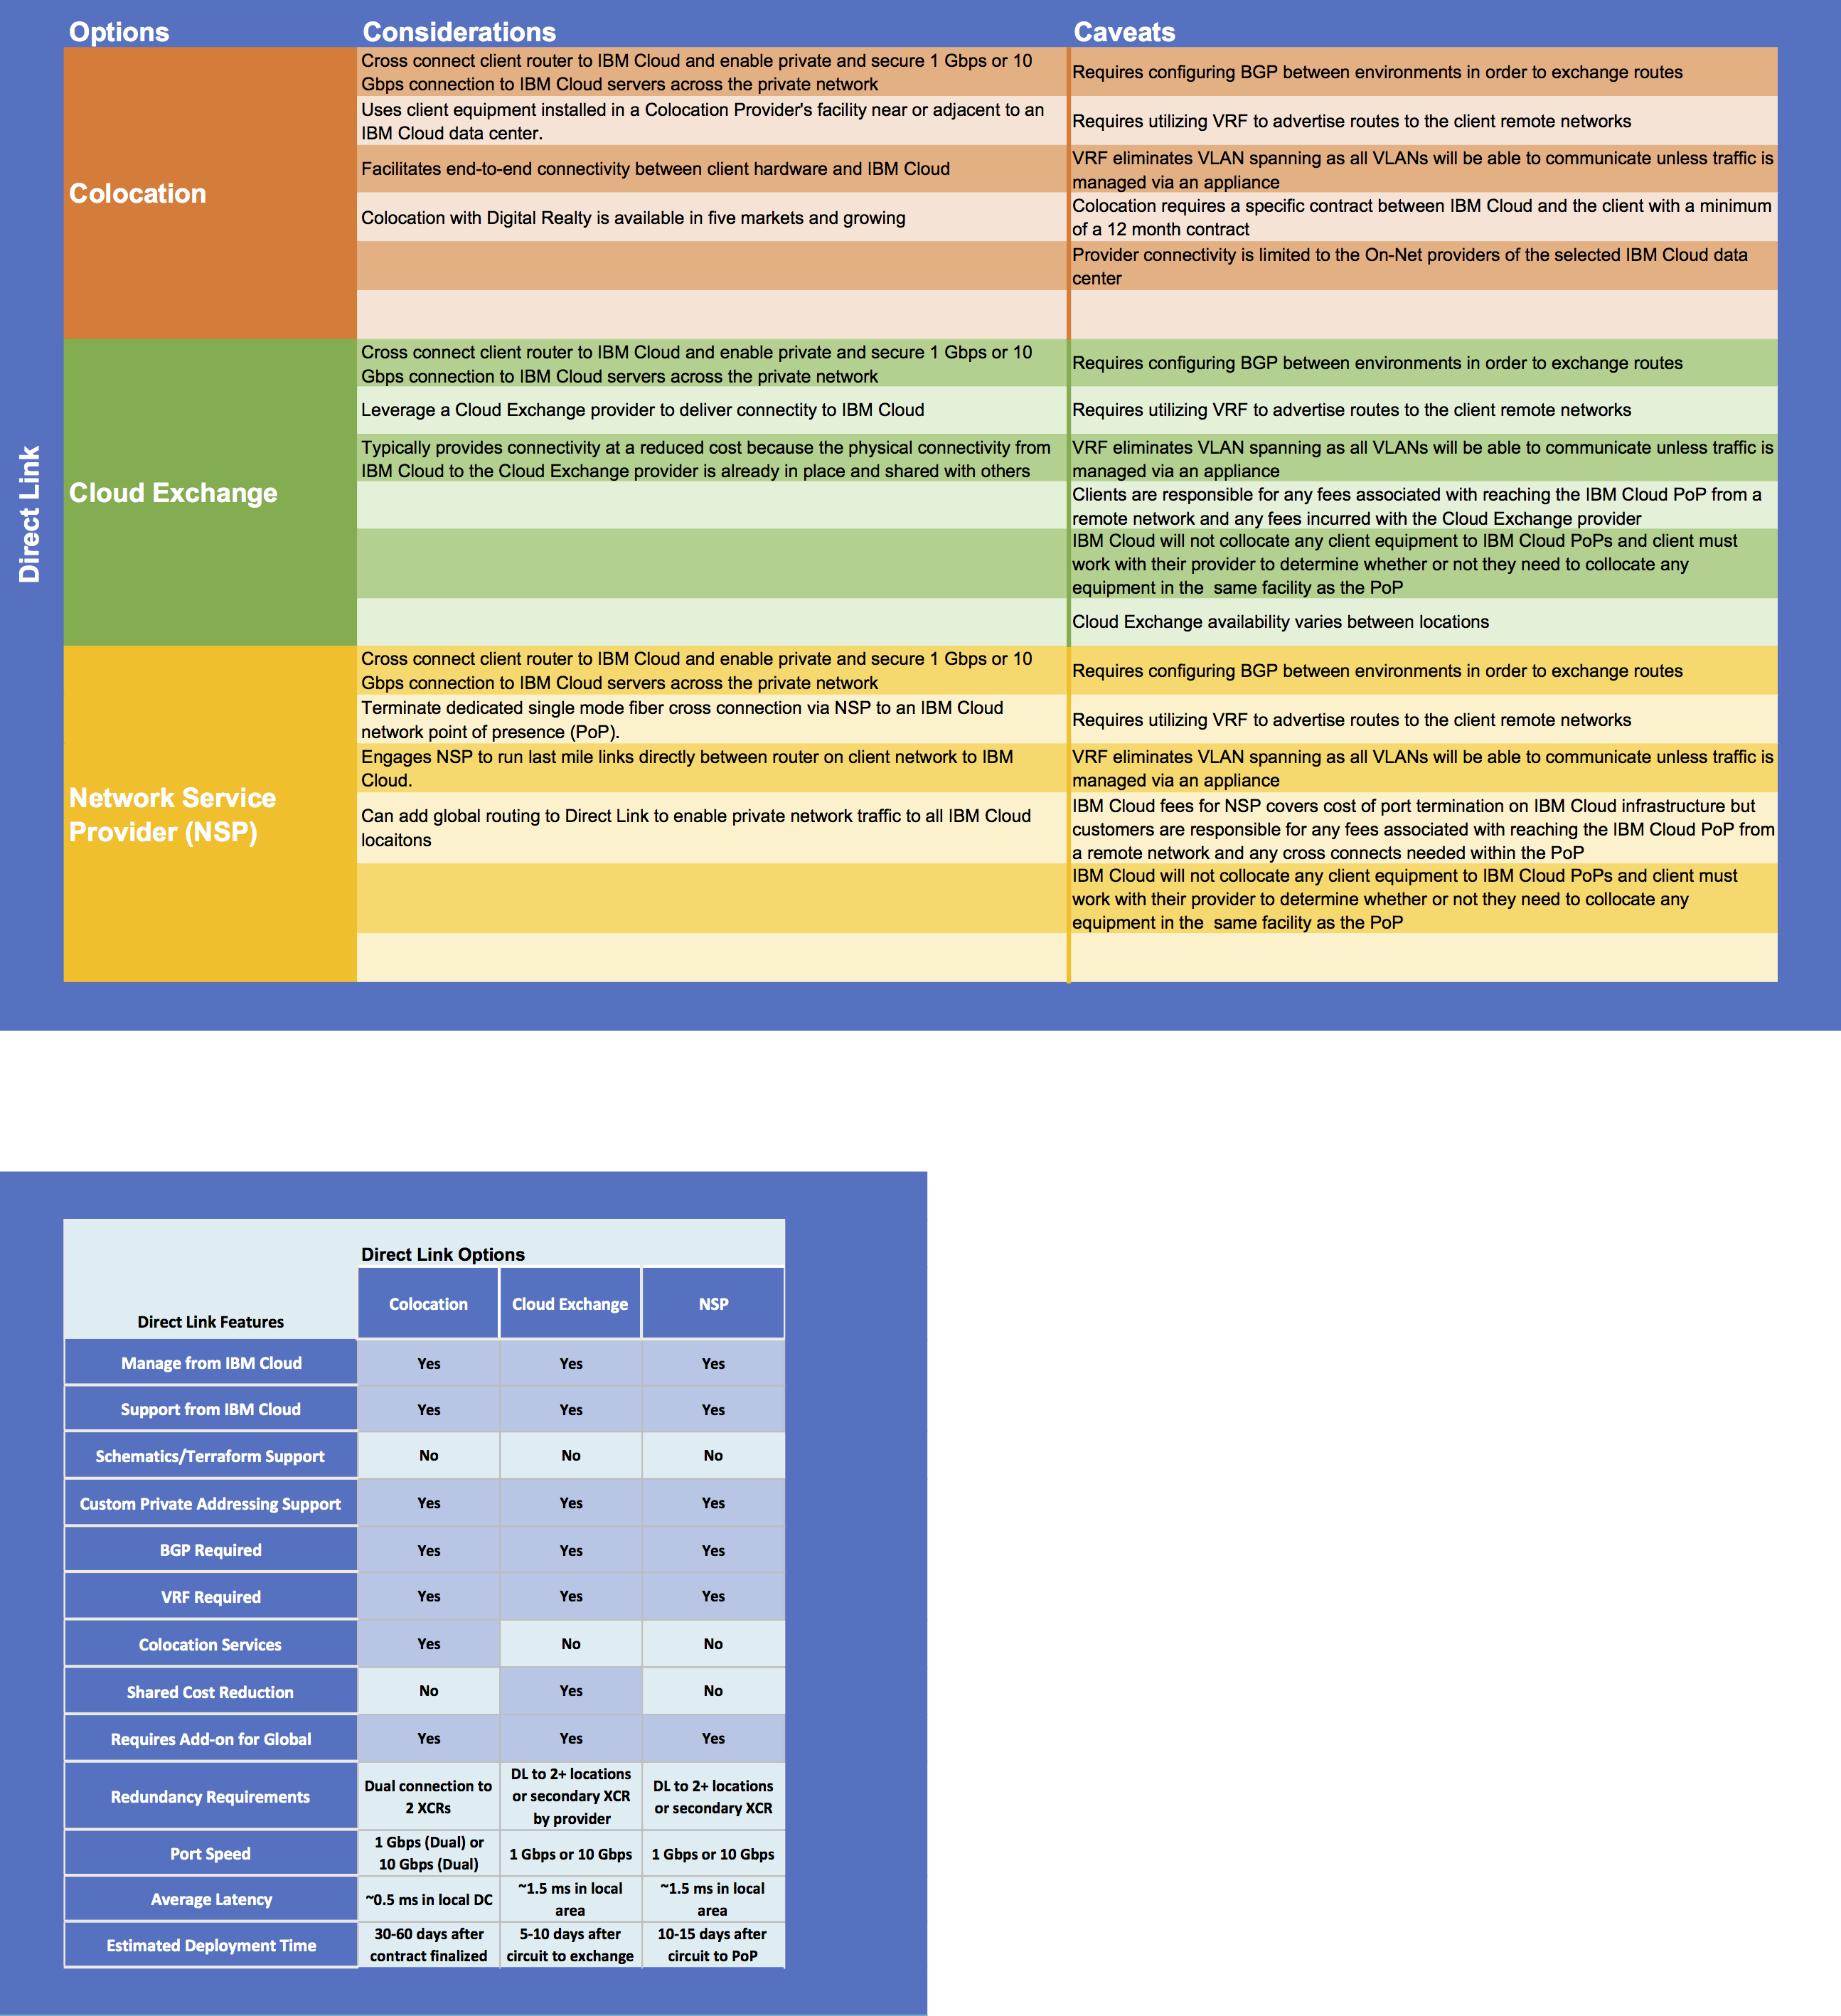 Options Considerations Caveats
Direct Link
Colocation
Cross connect client router to IBM Cloud and enable private and secure 1 Gbps or 10
Gbps connection to IBM Cloud servers across the private network
Requires configuring BGP between environments in order to exchange routes
Uses client equipment installed in a Colocation Provider's facility near or adjacent to an
IBM Cloud data center.
Requires utilizing VRF to advertise routes to the client remote networks
Facilitates end-to-end connectivity between client hardware and IBM Cloud
VRF eliminates VLAN spanning as all VLANs will be able to communicate unless traffic is
managed via an appliance
Colocation with Digital Realty is available in five markets and growing
Colocation requires a specific contract between IBM Cloud and the client with a minimum
of a 12 month contract
Provider connectivity is limited to the On-Net providers of the selected IBM Cloud data
center
Cloud Exchange
Cross connect client router to IBM Cloud and enable private and secure 1 Gbps or 10
Gbps connection to IBM Cloud servers across the private network
Requires configuring BGP between environments in order to exchange routes
Leverage a Cloud Exchange provider to deliver connectity to IBM Cloud
Requires utilizing VRF to advertise routes to the client remote networks
Typically provides connectivity at a reduced cost because the physical connectivity from
IBM Cloud to the Cloud Exchange provider is already in place and shared with others
VRF eliminates VLAN spanning as all VLANs will be able to communicate unless traffic is
managed via an appliance
Clients are responsible for any fees associated with reaching the IBM Cloud PoP from a
remote network and any fees incurred with the Cloud Exchange provider
IBM Cloud will not collocate any client equipment to IBM Cloud PoPs and client must
work with their provider to determine whether or not they need to collocate any
equipment in the  same facility as the PoP
Cloud Exchange availability varies between locations
Network Service
Provider (NSP)
Cross connect client router to IBM Cloud and enable private and secure 1 Gbps or 10
Gbps connection to IBM Cloud servers across the private network
Requires configuring BGP between environments in order to exchange routes
Terminate dedicated single mode fiber cross connection via NSP to an IBM Cloud
network point of presence (PoP).
Requires utilizing VRF to advertise routes to the client remote networks
Engages NSP to run last mile links directly between router on client network to IBM
Cloud.
VRF eliminates VLAN spanning as all VLANs will be able to communicate unless traffic is
managed via an appliance
Can add global routing to Direct Link to enable private network traffic to all IBM Cloud
locaitons
IBM Cloud fees for NSP covers cost of port termination on IBM Cloud infrastructure but
customers are responsible for any fees associated with reaching the IBM Cloud PoP from
a remote network and any cross connects needed within the PoP
IBM Cloud will not collocate any client equipment to IBM Cloud PoPs and client must
work with their provider to determine whether or not they need to collocate any
equipment in the  same facility as the PoP
Direct Link Options
Direct Link Features Colocation Cloud Exchange NSP
Manage from IBM Cloud Yes Yes Yes
Support from IBM Cloud Yes Yes Yes
Schematics/Terraform Support No No No
Custom Private Addressing Support Yes Yes Yes
BGP Required Yes Yes Yes
VRF Required Yes Yes Yes
Colocation Services Yes No No
Shared Cost Reduction No Yes No
Requires Add-on for Global Yes Yes Yes
Redundancy Requirements
Dual connection to
2 XCRs
DL to 2+ locations
or secondary XCR
by provider
DL to 2+ locations
or secondary XCR
Port Speed
1 Gbps (Dual) or
10 Gbps (Dual)
1 Gbps or 10 Gbps
1 Gbps or 10 Gbps
Average Latency
~0.5 ms in local DC
~1.5 ms in local
area
~1.5 ms in local
area
Estimated Deployment Time
30-60 days after
contract finalized
5-10 days after
circuit to exchange
10-15 days after
circuit to PoP